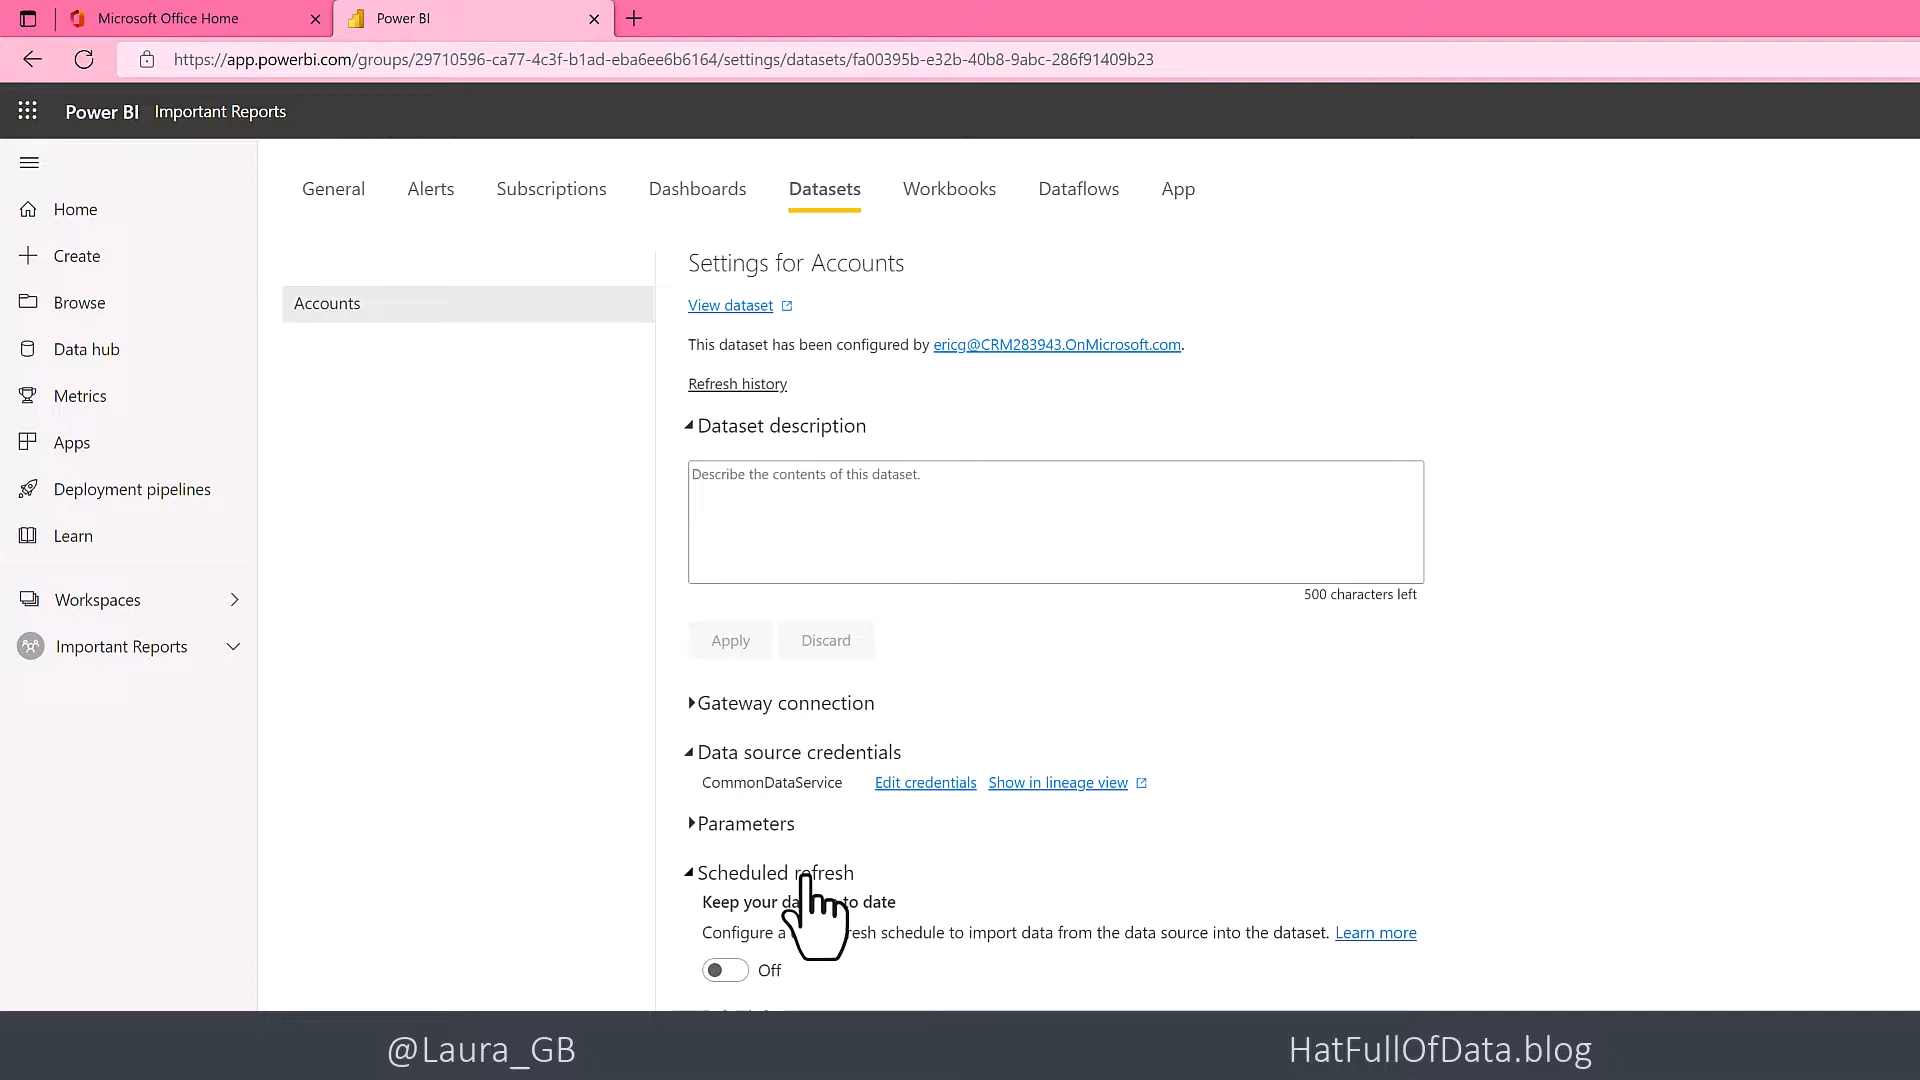 Microsoft Office Home
Power BI
https://app.powerbi.com/groups/29710596-ca77-4c3f-b1ad-eba6ee6b6164/settings/datasets/fa00395b-e32b-40b8-9abc-286f91409b23
Power BI Important Reports
General Alerts Subscriptions Dashboards Datasets Workbooks Dataflows App
Home
Create
Browse
Data hub
Metrics
Apps
Deployment pipelines
Learn
Workspaces
Important Reports
Accounts
Settings for Accounts
View dataset
This dataset has been configured by ericg@CRM283943.OnMicrosoft.com.
Refresh history
Dataset description
Describe the contents of this dataset.
500 characters left
Apply Discard
Gateway connection
Data source credentials
CommonDataService Edit credentials Show in lineage view
Parameters
Scheduled refresh
Keep your to date
Configure a schedule to import data from the data source into the dataset. Learn more
Off
@Laura_GB
HatFullOfData.blog